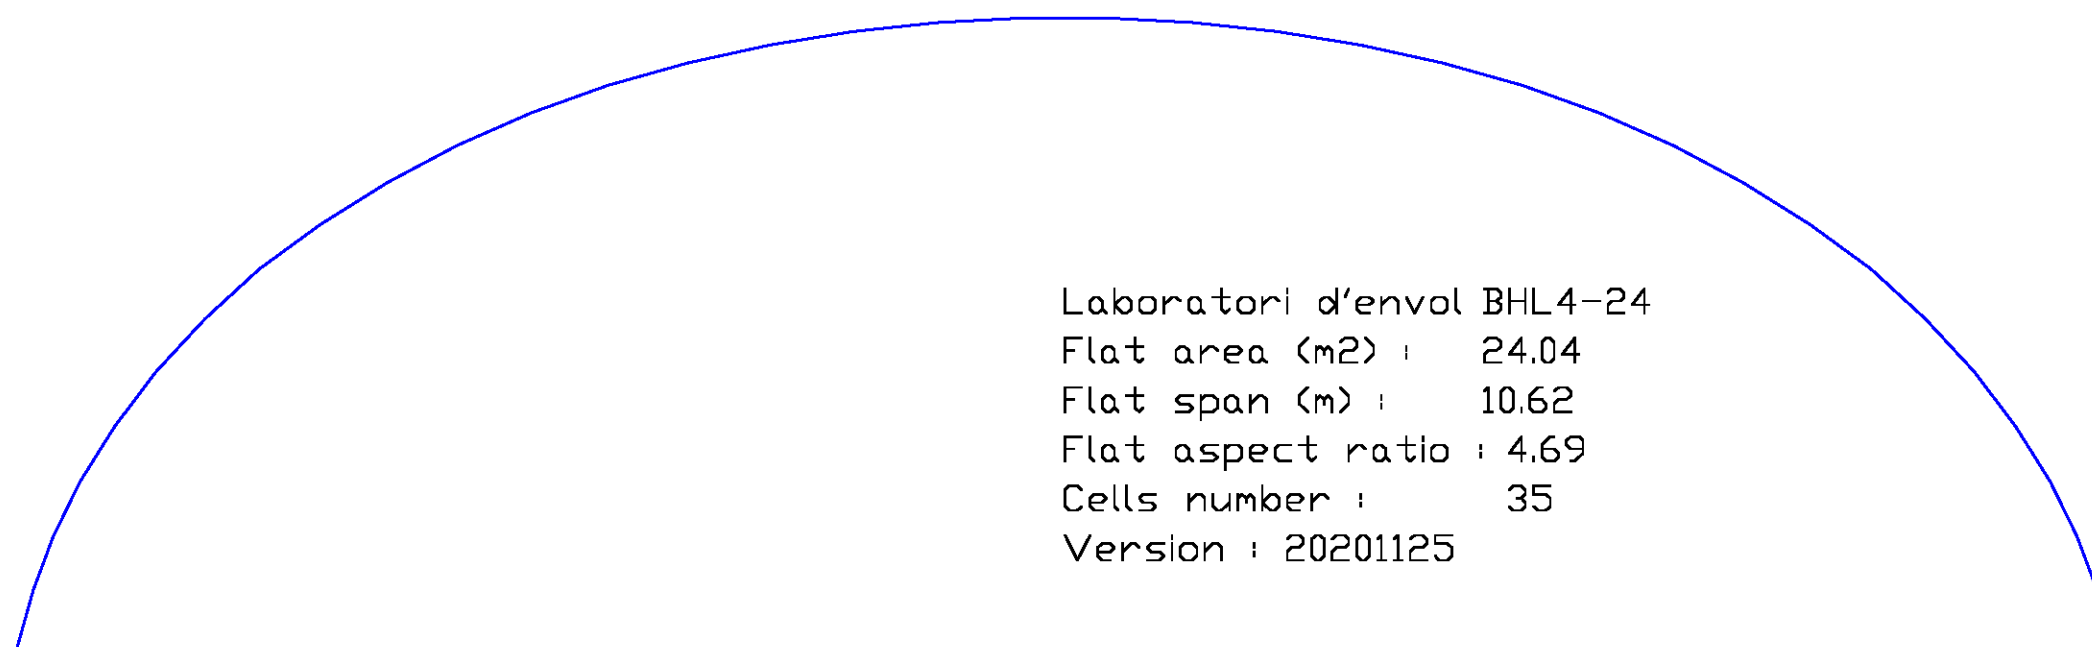 Laboratori d'envol BHL4-24
Flat area (m2) : 24.04
Flat span (m) : 10.62
Flat aspect ratio : 4.69
Cells number : 35
Version : 20201125